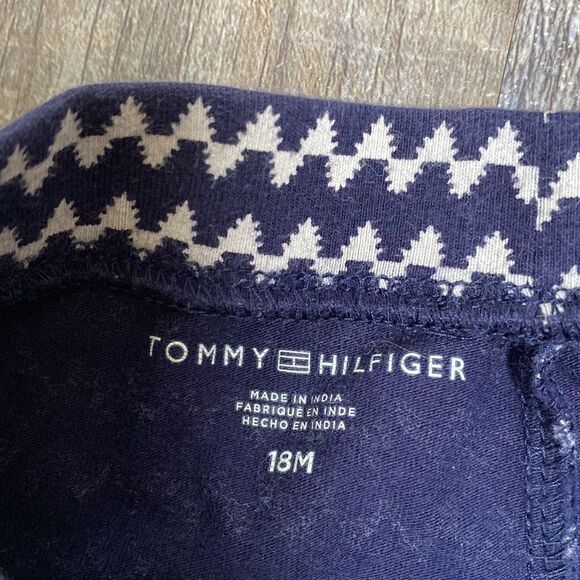 TOMMY HILFIGER
MADE IN INDIA
FABRIQUÉ EN INDE
HECHO EN INDIA
18M